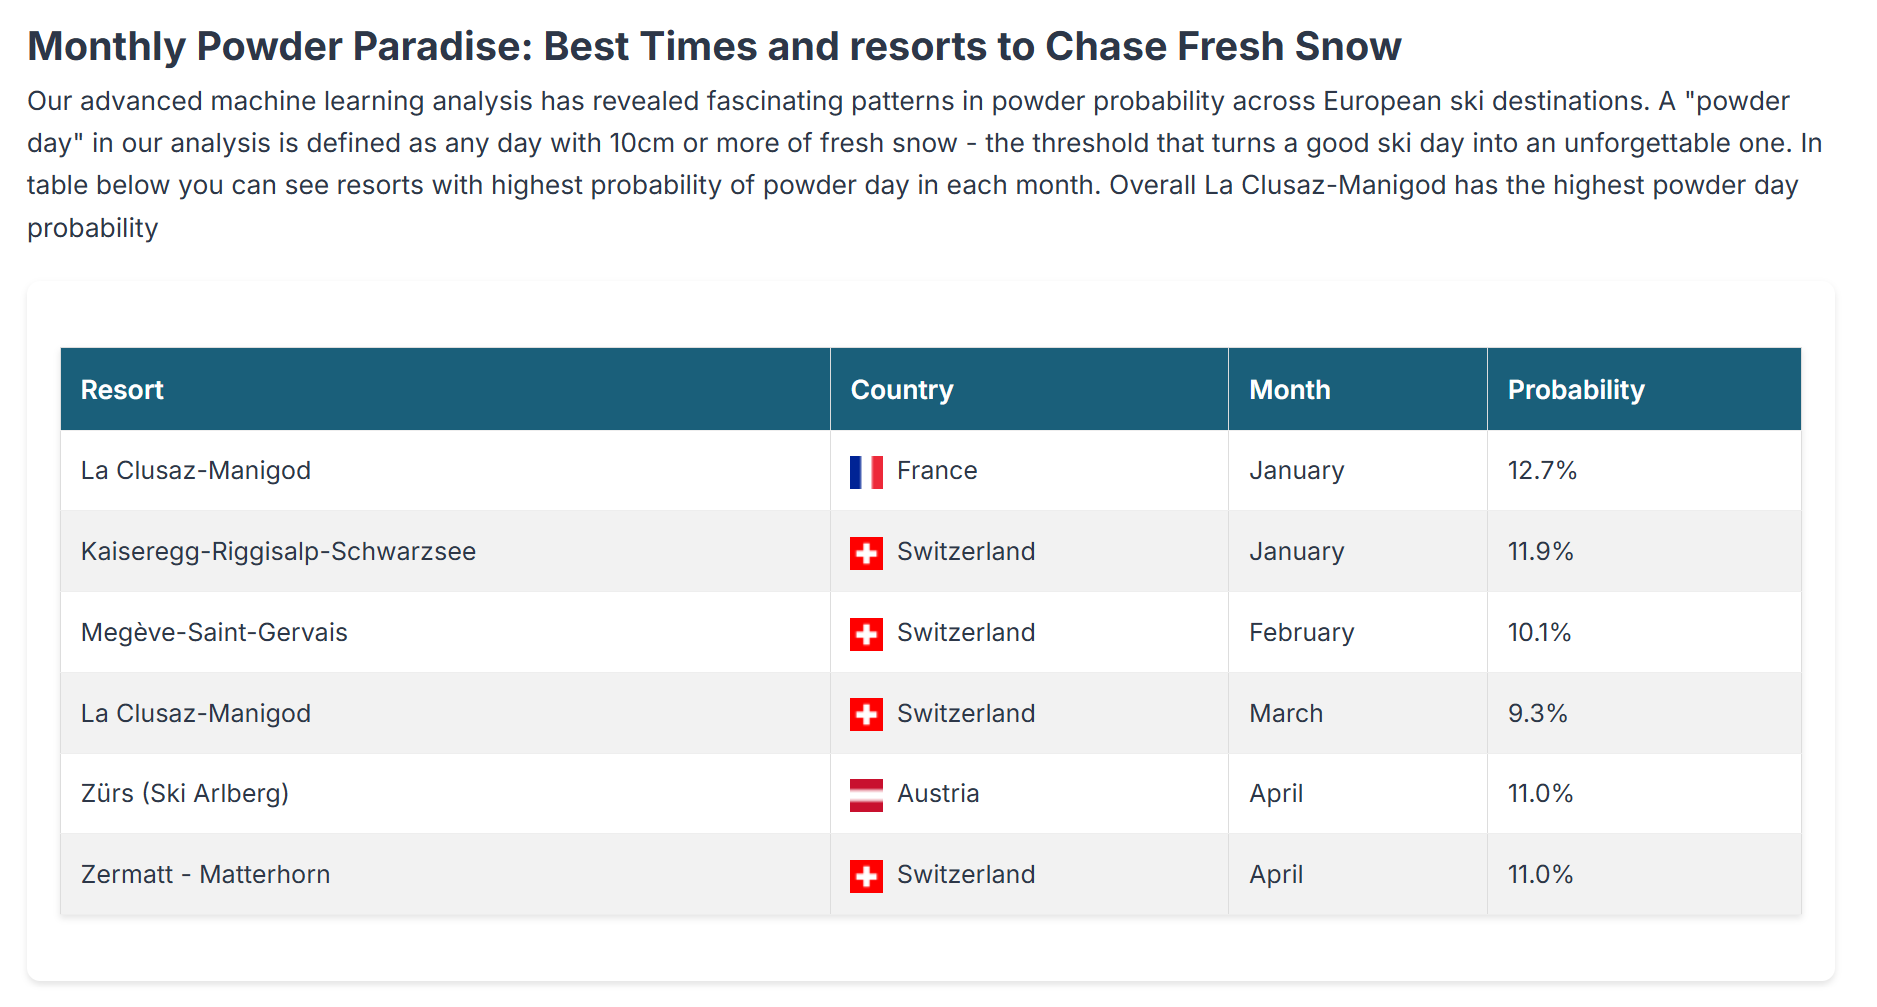 Monthly Powder Paradise: Best Times and resorts to Chase Fresh Snow
Our advanced machine learning analysis has revealed fascinating patterns in powder probability across European ski destinations. A "powder
day" in our analysis is defined as any day with 10cm or more of fresh snow - the threshold that turns a good ski day into an unforgettable one. In
table below you can see resorts with highest probability of powder day in each month. Overall La Clusaz-Manigod has the highest powder day
probability
Resort Country Month Probability
La Clusaz-Manigod France January 12.7%
Kaiseregg-Riggisalp-Schwarzsee Switzerland January 11.9%
Megève-Saint-Gervais Switzerland February 10.1%
La Clusaz-Manigod Switzerland March 9.3%
Zürs (Ski Arlberg) Austria April 11.0%
Zermatt - Matterhorn Switzerland April 11.0%